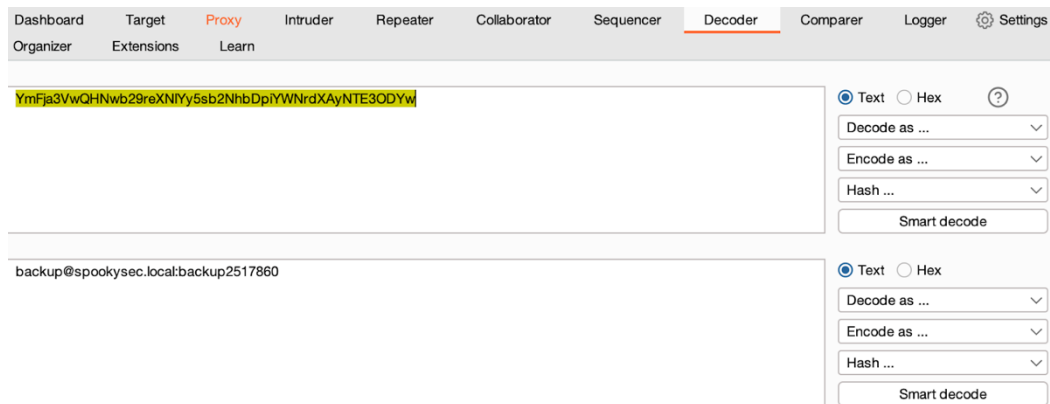 Dashboard Target Proxy Intruder Repeater Collaborator Sequencer Decoder Comparer Logger Settings
Organizer Extensions Learn
YmFja3VwQHNwb29reXNlYy5sb2NhbDpiYWNrdXAyNTE3ODYw
Text Hex ?
Decode as ...
Encode as ...
Hash ...
Smart decode
backup@spookysec.local:backup2517860
Text Hex
Decode as ...
Encode as ...
Hash ...
Smart decode